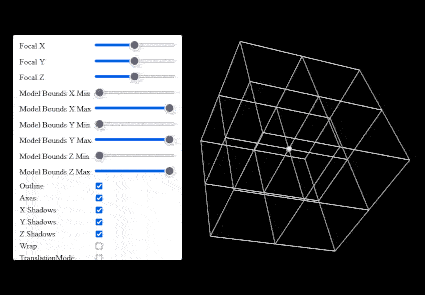 Focal X
Focal Y
Focal Z
Model Bounds X Min
Model Bounds X Max
Model Bounds Y Min
Model Bounds Y Max
Model Bounds Z Min
Model Bounds Z Max
Outline
Axes
X Shadows
Y Shadows
Z Shadows
Wrap
TranslationMode